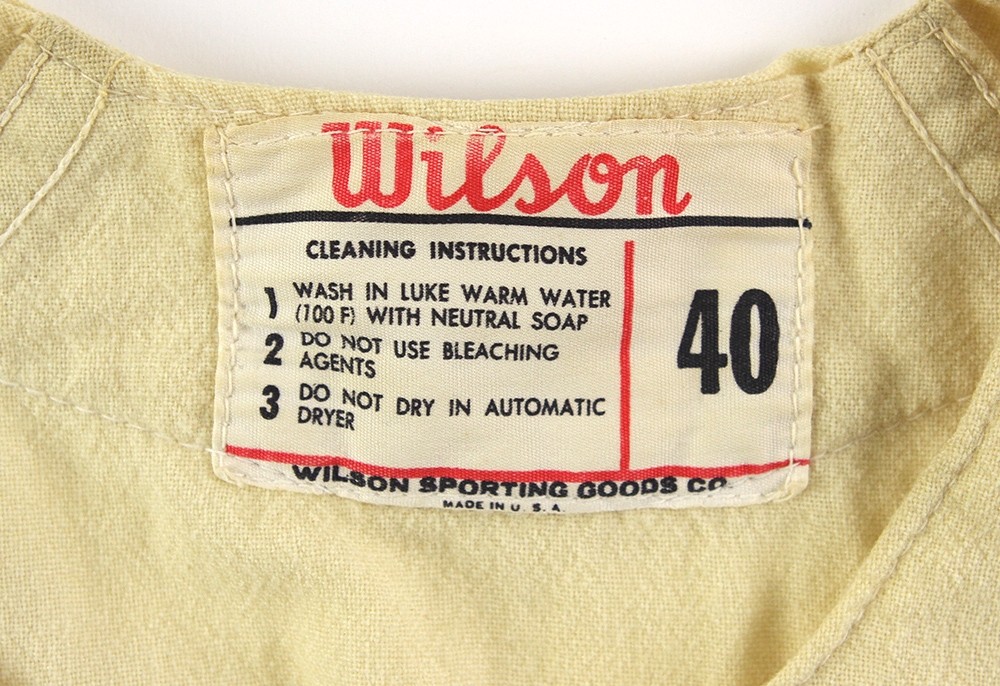 Wilson
CLEANING INSTRUCTIONS
1 WASH IN LUKE WARM WATER
(100 F) WITH NEUTRAL SOAP
2 DO NOT USE BLEACHING
AGENTS
3 DO NOT DRY IN AUTOMATIC
DRYER
40
WILSON SPORTING GOODS CO.
MADE IN U. S. A.